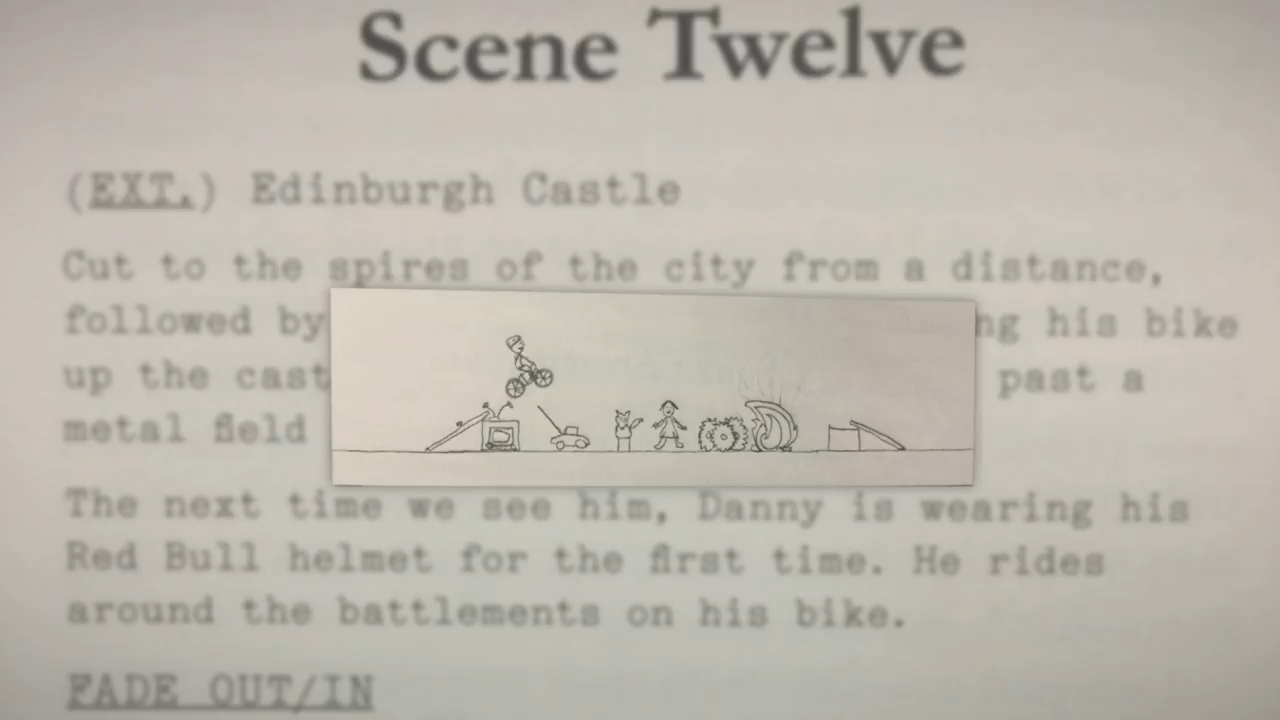 Scene Twelve
(EXT.) Edinburgh Castle
Cut to the spires of the city from a distance,
followed by ng his bike
up the cast past a
metal field
The next time we see him, Danny is wearing his
Red Bull helmet for the first time. He rides
around the battlements on his bike.
FADE OUT/IN